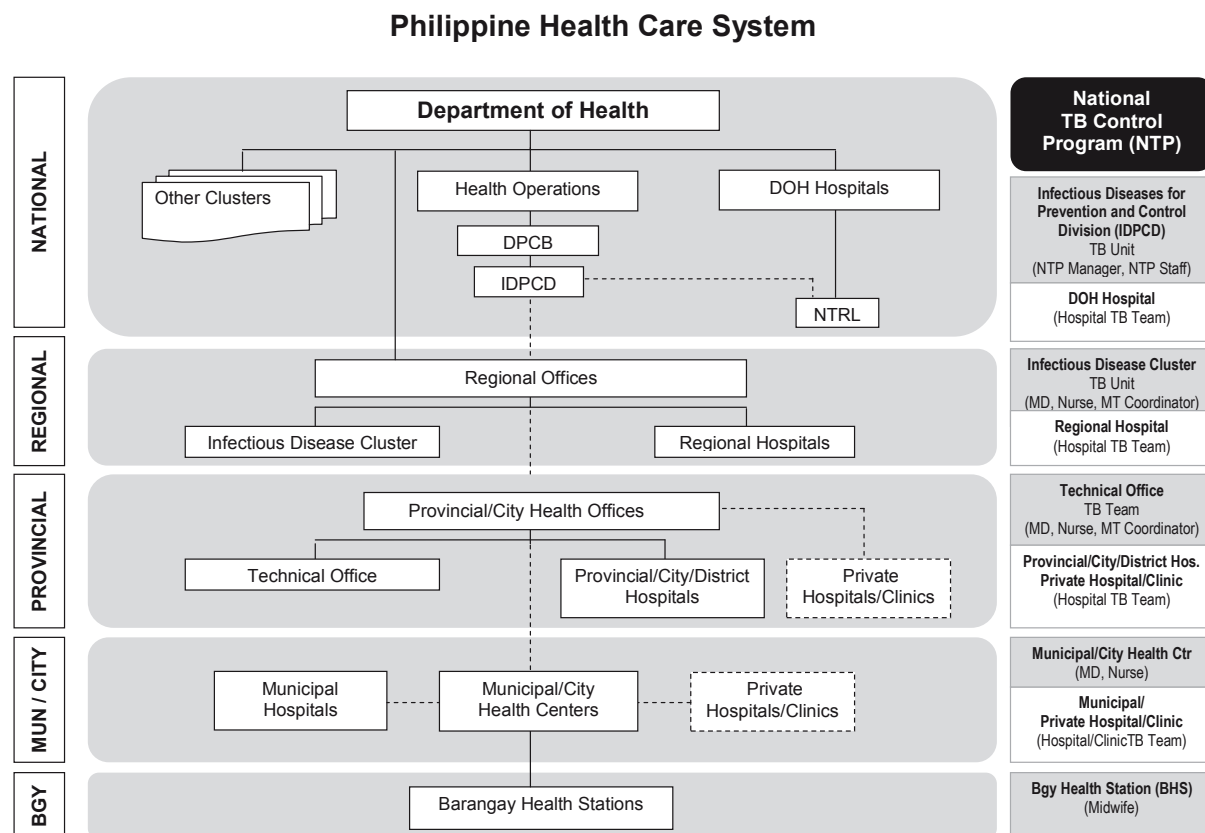 Philippine Health Care System
NATIONAL
Department of Health
Other Clusters
Health Operations
DOH Hospitals
DPCB
IDPCD
NTRL
National
TB Control
Program (NTP)
Infectious Diseases for
Prevention and Control
Division (IDPCD)
TB Unit
(NTP Manager, NTP Staff)
DOH Hospital
(Hospital TB Team)
REGIONAL
Regional Offices
Infectious Disease Cluster
Regional Hospitals
Infectious Disease Cluster
TB Unit
(MD, Nurse, MT Coordinator)
Regional Hospital
(Hospital TB Team)
PROVINCIAL
Provincial/City Health Offices
Technical Office
Provincial/City/District
Hospitals
Private
Hospitals/Clinics
Technical Office
TB Team
(MD, Nurse, MT Coordinator)
Provincial/City/District Hos.
Private Hospital/Clinic
(Hospital TB Team)
MUN / CITY
Municipal
Hospitals
Municipal/City
Health Centers
Private
Hospitals/Clinics
Municipal/City Health Ctr
(MD, Nurse)
Municipal/
Private Hospital/Clinic
(Hospital/ClinicTB Team)
BGY
Barangay Health Stations
Bgy Health Station (BHS)
(Midwife)